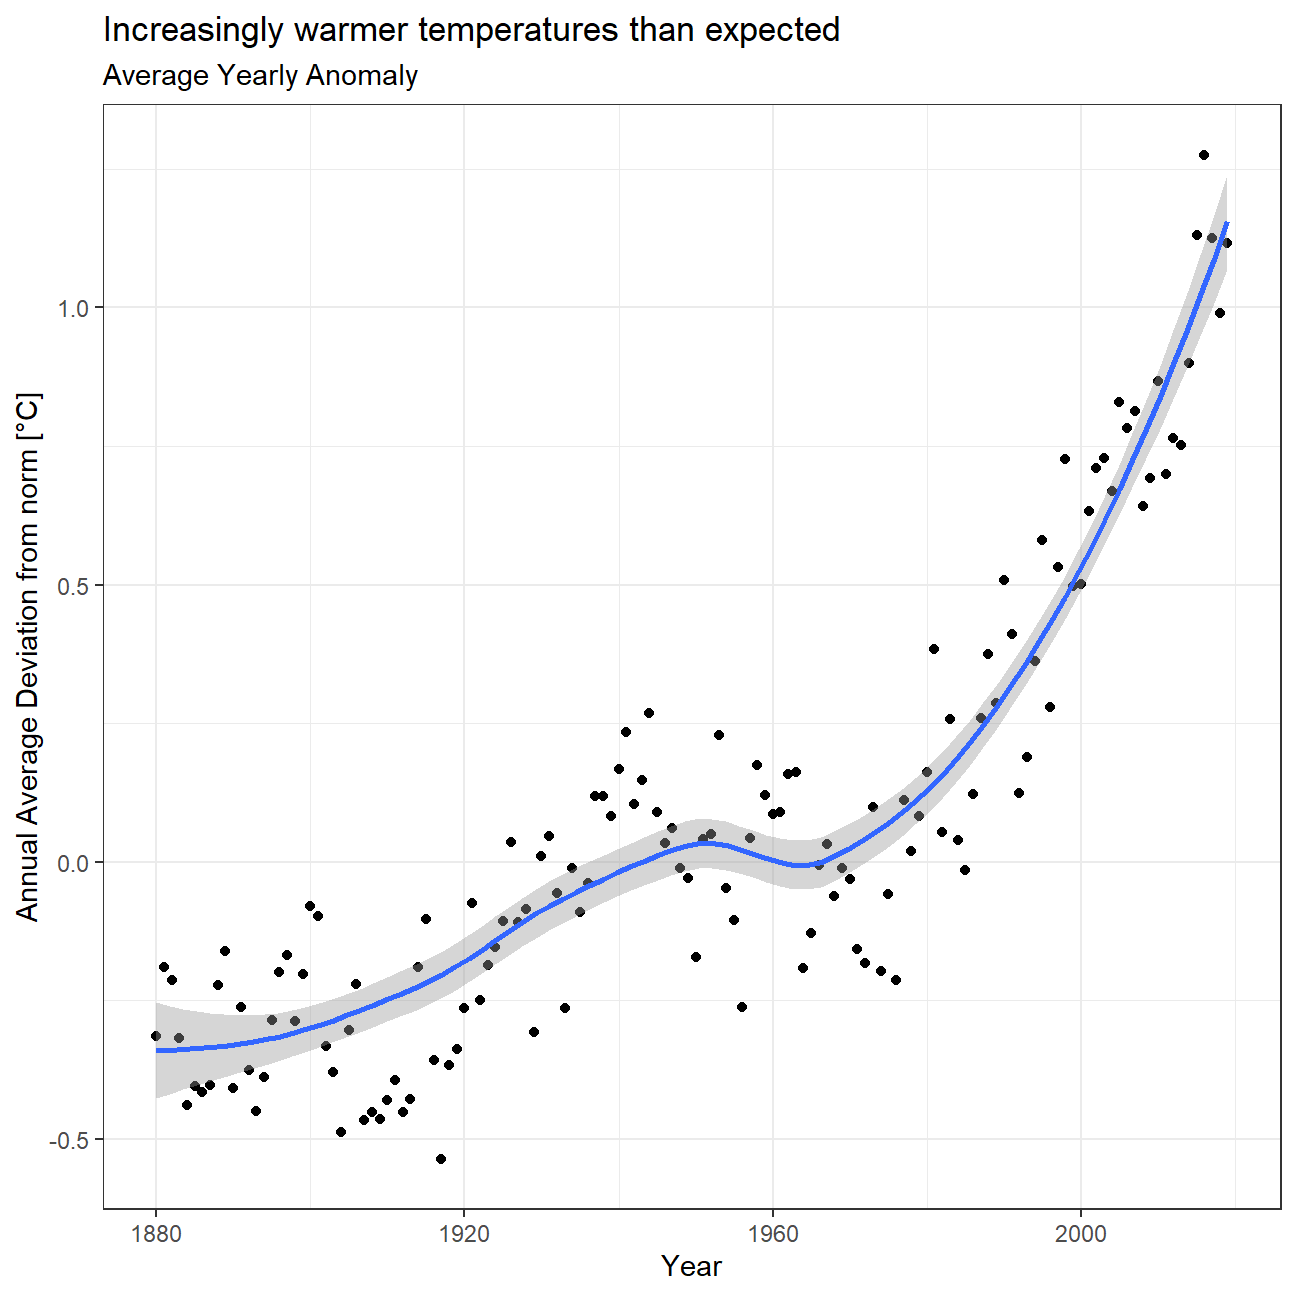 Increasingly warmer temperatures than expected
Average Yearly Anomaly
Annual Average Deviation from norm [°C]
1.0
0.5
0.0
-0.5
1880
1920
1960
2000
Year